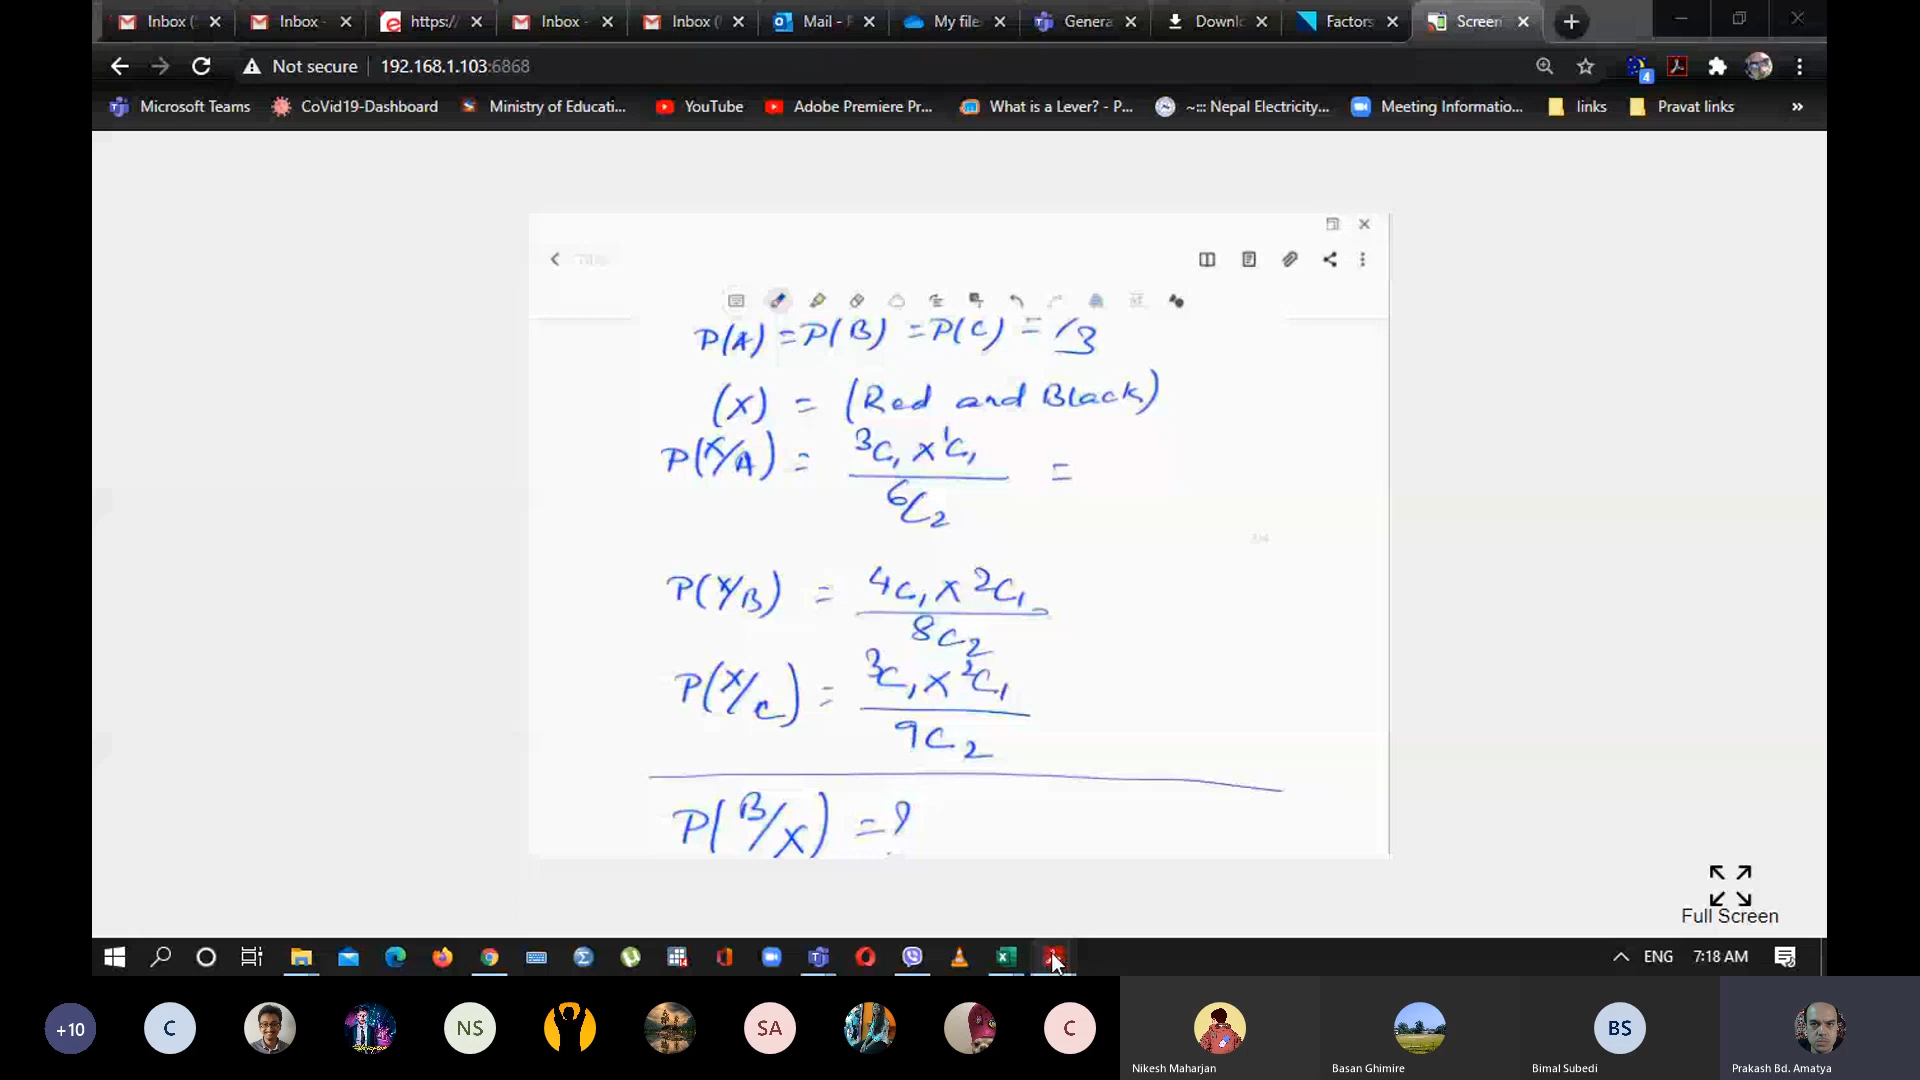 Inbox ( Inbox - https:/ Inbox - Inbox ( Mail - F My file Genera Downl Factors Screen
Not secure 192.168.1.103:6868
4
Microsoft Teams CoVid19-Dashboard Ministry of Educati... YouTube Adobe Premiere Pr... What is a Lever? - P... ~::: Nepal Electricity... Meeting Informatio... links Pravat links »
Title
P(A) = P(B) = P(C) = 1/3
(X) = (Red and Black)
P(X/A) = 3C1 x 1C1 / 6C2 =
P(X/B) = 4C1 x 2C1 / 8C2
P(X/C) = 3C1 x 2C1 / 9C2
P(B/X) = ?
Full Screen
ENG 7:18 AM
+10 C NS SA C BS
Nikesh Maharjan Basan Ghimire Bimal Subedi Prakash Bd. Amatya